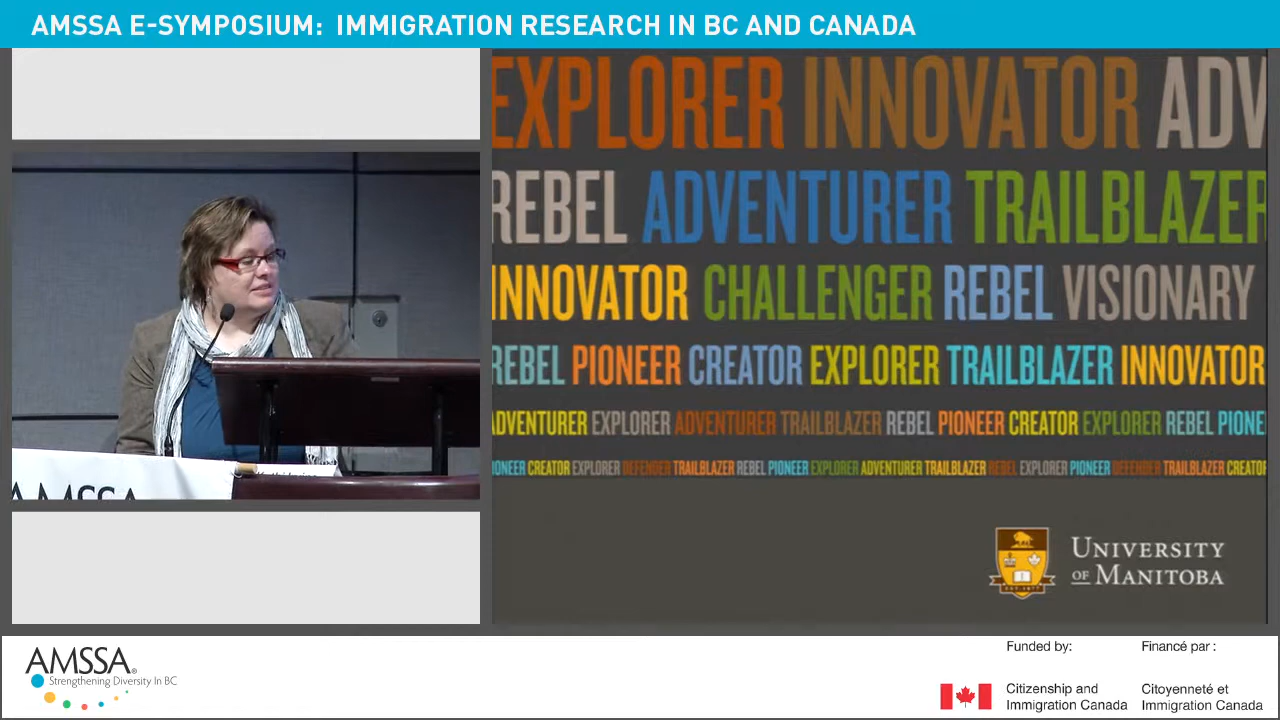 AMSSA E-SYMPOSIUM: IMMIGRATION RESEARCH IN BC AND CANADA
EXPLORER INNOVATOR ADV
REBEL ADVENTURER TRAILBLAZER
INNOVATOR CHALLENGER REBEL VISIONARY
REBEL PIONEER CREATOR EXPLORER TRAILBLAZER INNOVATOR
ADVENTURER EXPLORER ADVENTURER TRAILBLAZER REBEL PIONEER CREATOR EXPLORER REBEL PIONE
IONEER CREATOR EXPLORER DEFENDER TRAILBLAZER REBEL PIONEER EXPLORER ADVENTURER TRAILBLAZER REBEL EXPLORER PIONEER DEFENDER TRAILBLAZER CREATOR
UNIVERSITY
OF MANITOBA
AMSSA
AMSSA®
Strengthening Diversity In BC
Funded by:
Citizenship and
Immigration Canada
Financé par :
Citoyenneté et
Immigration Canada